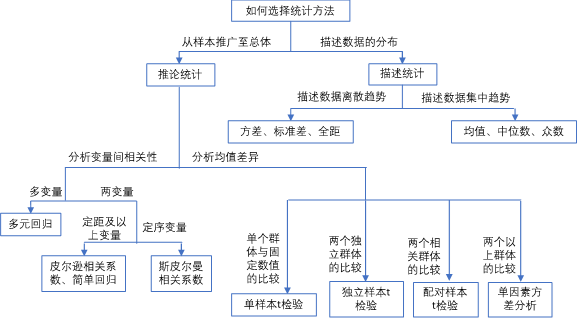 如何选择统计方法
从样本推广至总体
描述数据的分布
推论统计
描述统计
描述数据离散趋势
描述数据集中趋势
方差、标准差、全距
均值、中位数、众数
分析变量间相关性
分析均值差异
多变量
两变量
多元回归
定距及以
上变量
定序变量
皮尔逊相关系
数、简单回归
斯皮尔曼
相关系数
单个群
体与固
定数值
的比较
两个独
立群体
的比较
两个相
关群体
的比较
两个以
上群体
的比较
单样本t检验
独立样本t
检验
配对样本
t检验
单因素方
差分析